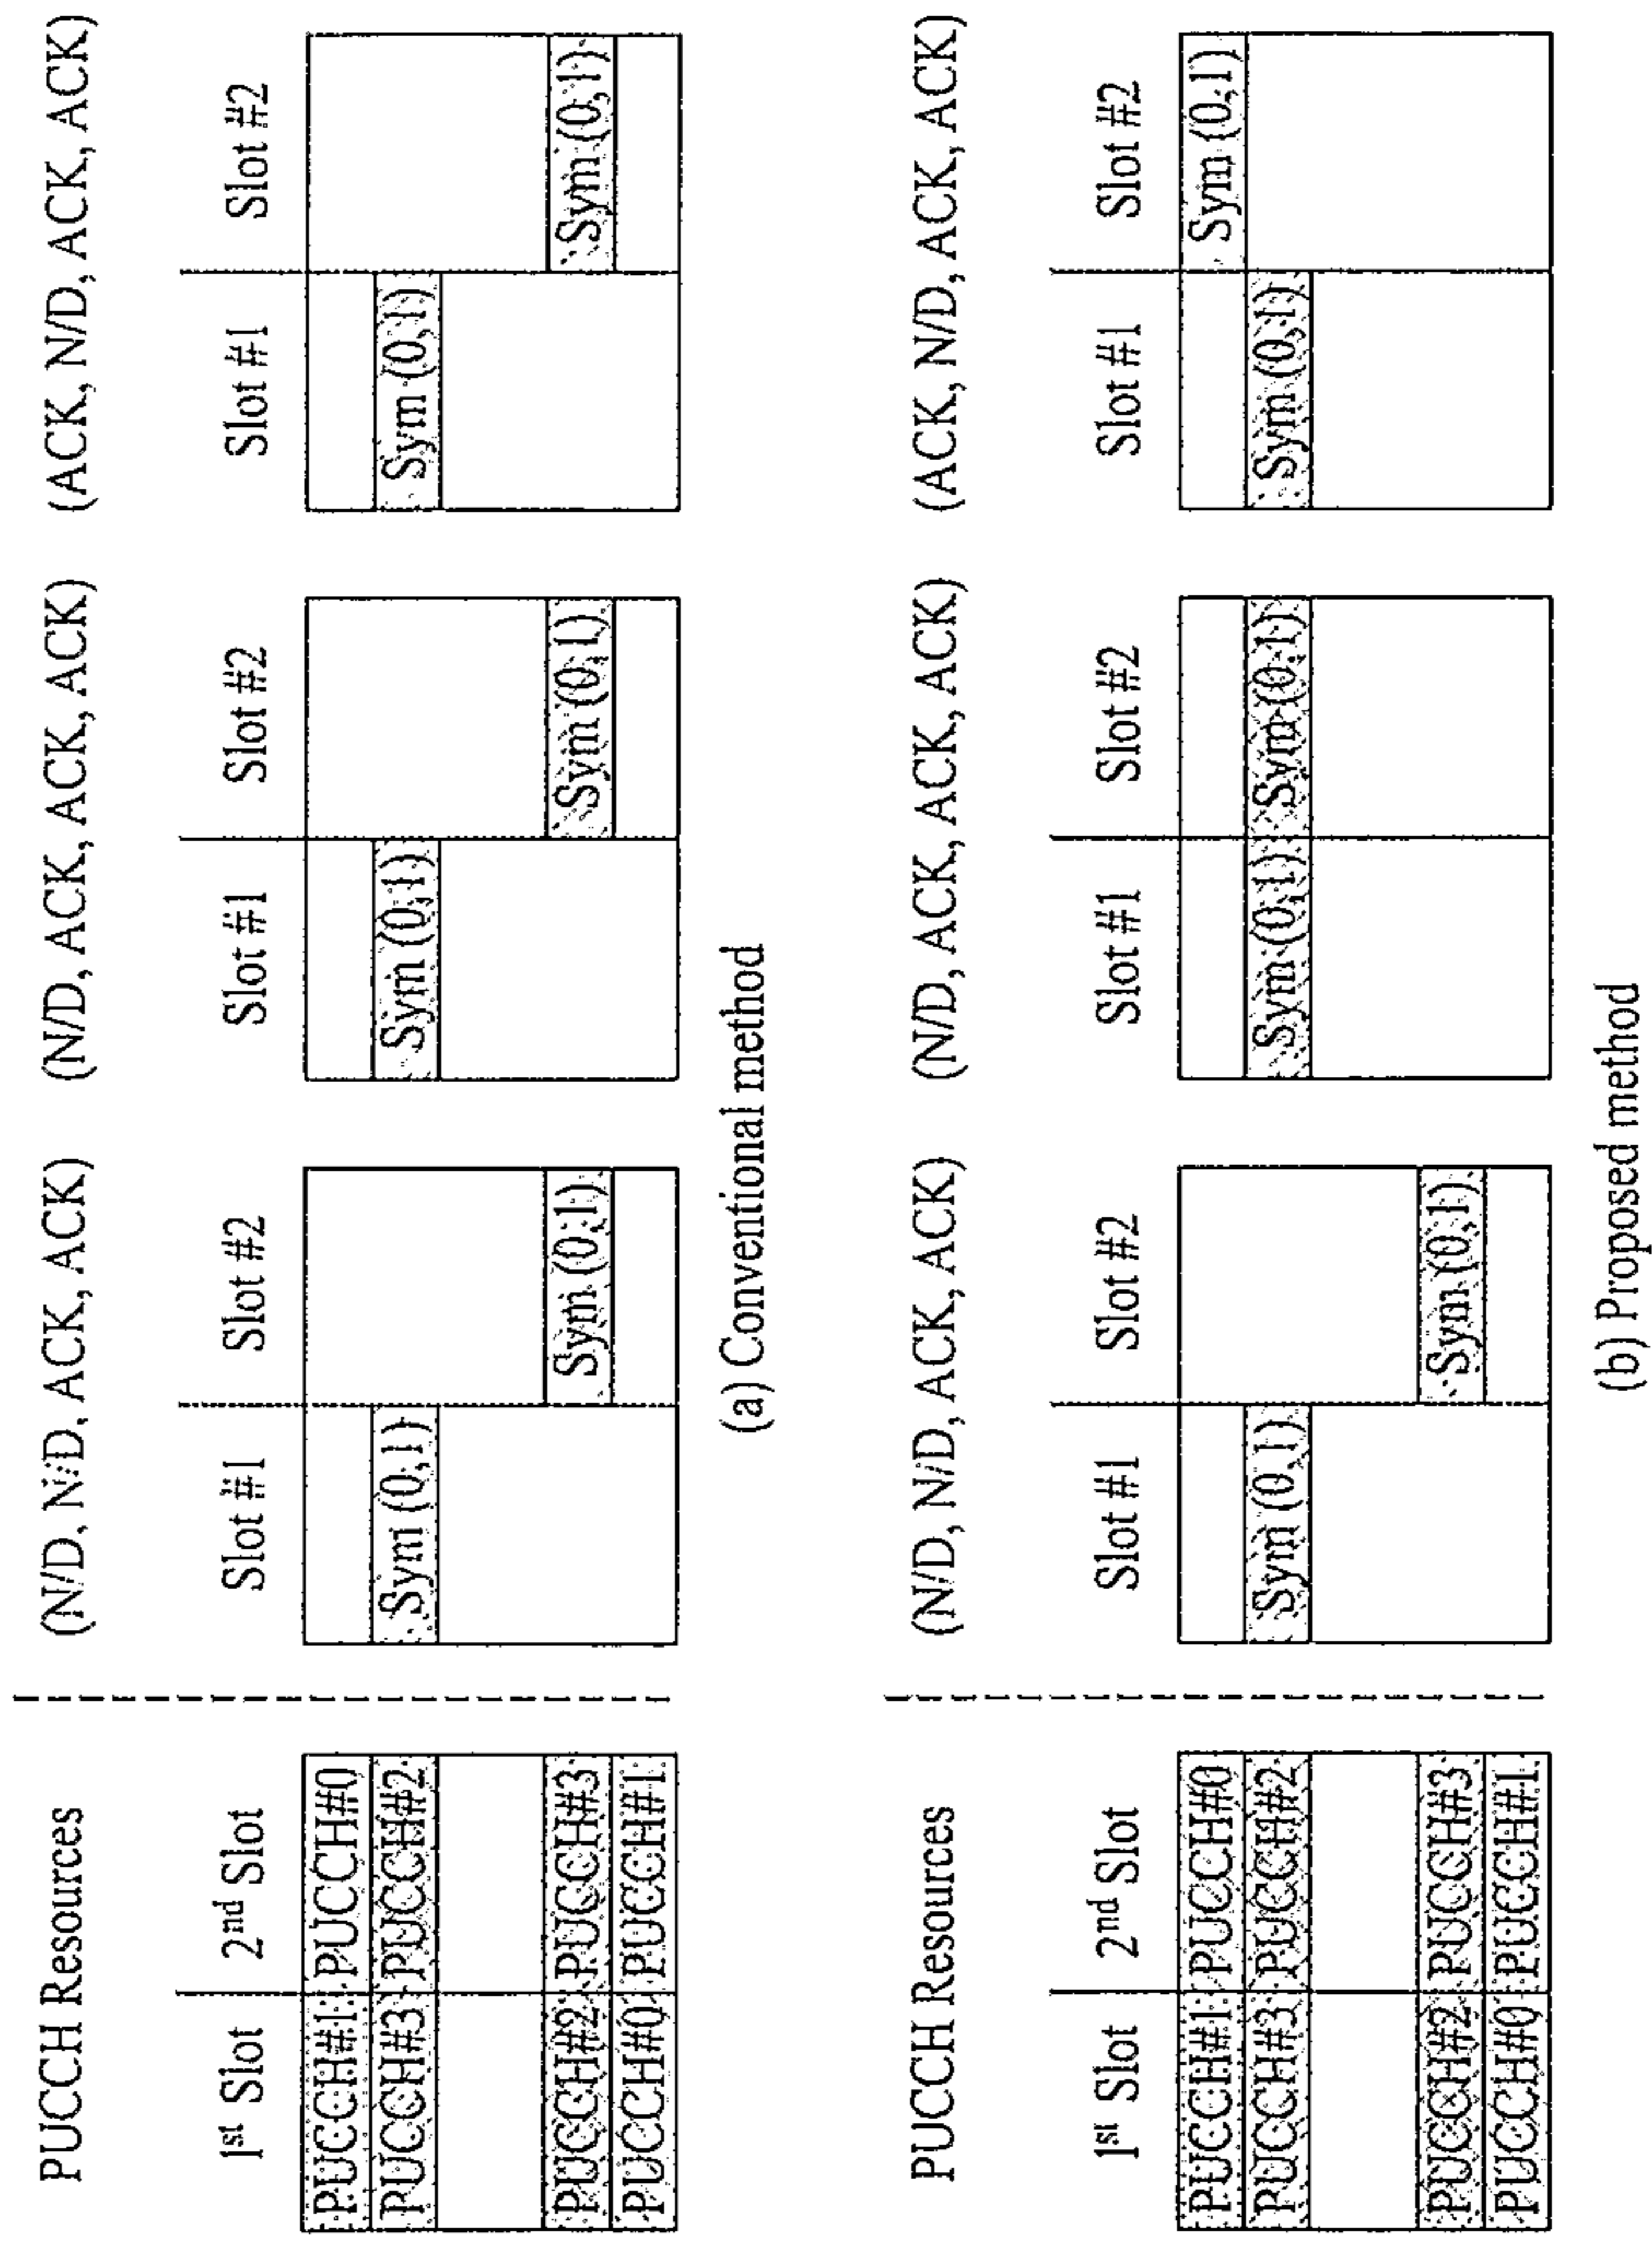 PUCCH Resources (N/D, N/D, ACK, ACK) (N/D, ACK, ACK, ACK) (ACK, N/D, ACK, ACK)
1st Slot 2nd Slot Slot #1 Slot #2 Slot #1 Slot #2 Slot #1 Slot #2
PUCCH#1 PUCCH#0
PUCCH#3 PUCCH#2 Sym (0,1) Sym (0,1) Sym (0,1)
PUCCH#2 PUCCH#3 Sym (0,1) Sym (0,1) Sym (0,1)
PUCCH#0 PUCCH#1
(a) Conventional method
PUCCH Resources (N/D, N/D, ACK, ACK) (N/D, ACK, ACK, ACK) (ACK, N/D, ACK, ACK)
1st Slot 2nd Slot Slot #1 Slot #2 Slot #1 Slot #2 Slot #1 Slot #2
PUCCH#1 PUCCH#0 Sym (0,1)
PUCCH#3 PUCCH#2 Sym (0,1) Sym (0,1) Sym (0,1) Sym (0,1)
PUCCH#2 PUCCH#3 Sym (0,1)
PUCCH#0 PUCCH#1
(b) Proposed method